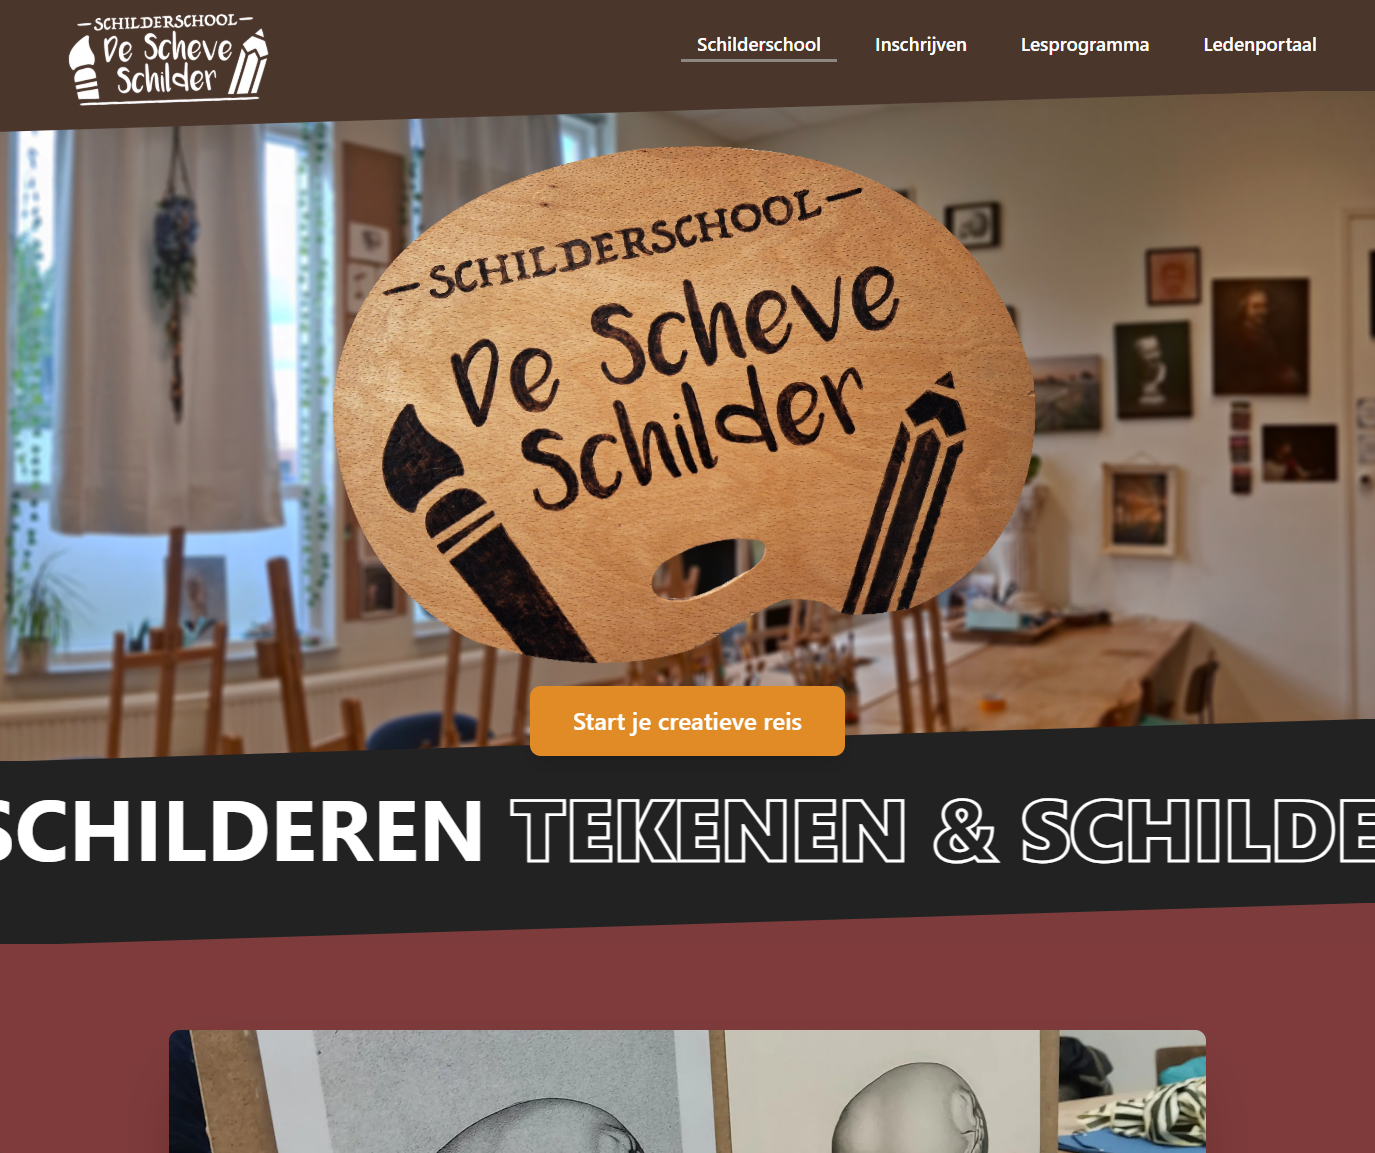 SCHILDERSCHOOL
De Scheve
Schilder
Schilderschool
Inschrijven
Lesprogramma
Ledenportaal
SCHILDERSCHOOL
De Scheve
Schilder
Start je creatieve reis
SCHILDEREN TEKENEN & SCHILDE